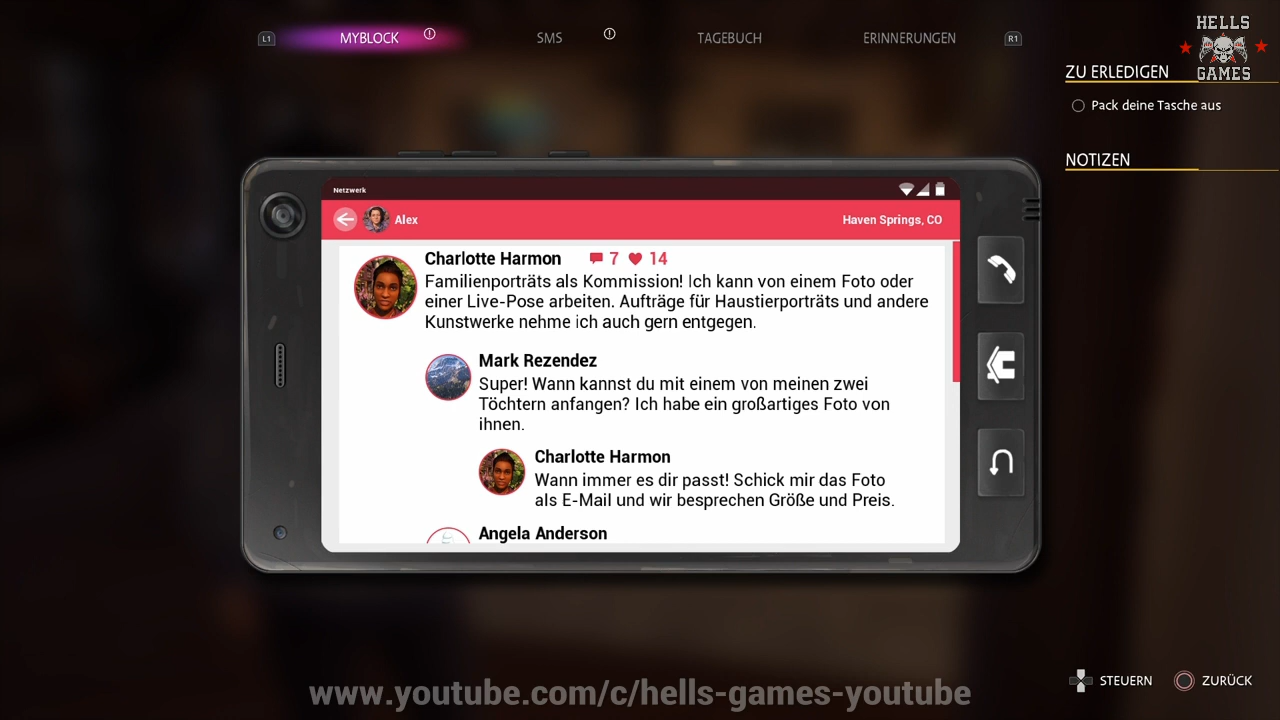 L1
MYBLOCK
SMS
TAGEBUCH
ERINNERUNGEN
R1
HELLS
GAMES
ZU ERLEDIGEN
Pack deine Tasche aus
NOTIZEN
Netzwerk
Alex
Haven Springs, CO
Charlotte Harmon 7 14
Familienporträts als Kommission! Ich kann von einem Foto oder
einer Live-Pose arbeiten. Aufträge für Haustierporträts und andere
Kunstwerke nehme ich auch gern entgegen.
Mark Rezendez
Super! Wann kannst du mit einem von meinen zwei
Töchtern anfangen? Ich habe ein großartiges Foto von
ihnen.
Charlotte Harmon
Wann immer es dir passt! Schick mir das Foto
als E-Mail und wir besprechen Größe und Preis.
Angela Anderson
STEUERN
ZURÜCK
www.youtube.com/c/hells-games-youtube